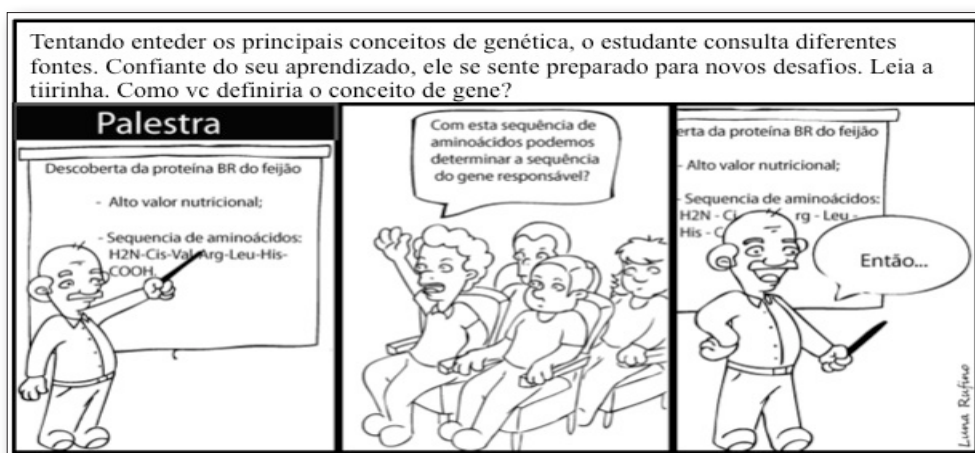 Tentando enteder os principais conceitos de genética, o estudante consulta diferentes
fontes. Confiante do seu aprendizado, ele se sente preparado para novos desafios. Leia a
tiirinha. Como vc definiria o conceito de gene?
Palestra
Descoberta da proteína BR do feijão
- Alto valor nutricional;
- Sequencia de aminoácidos:
H2N-Cis-Val-Arg-Leu-His-
COOH
Com esta sequência de
aminoácidos podemos
determinar a sequência
do gene responsável?
erta da proteína BR do feijão
- Alto valor nutricional;
- Sequencia de aminoácidos:
H2N - Ci rg - Leu -
His - C
Então...
Luna Rufino